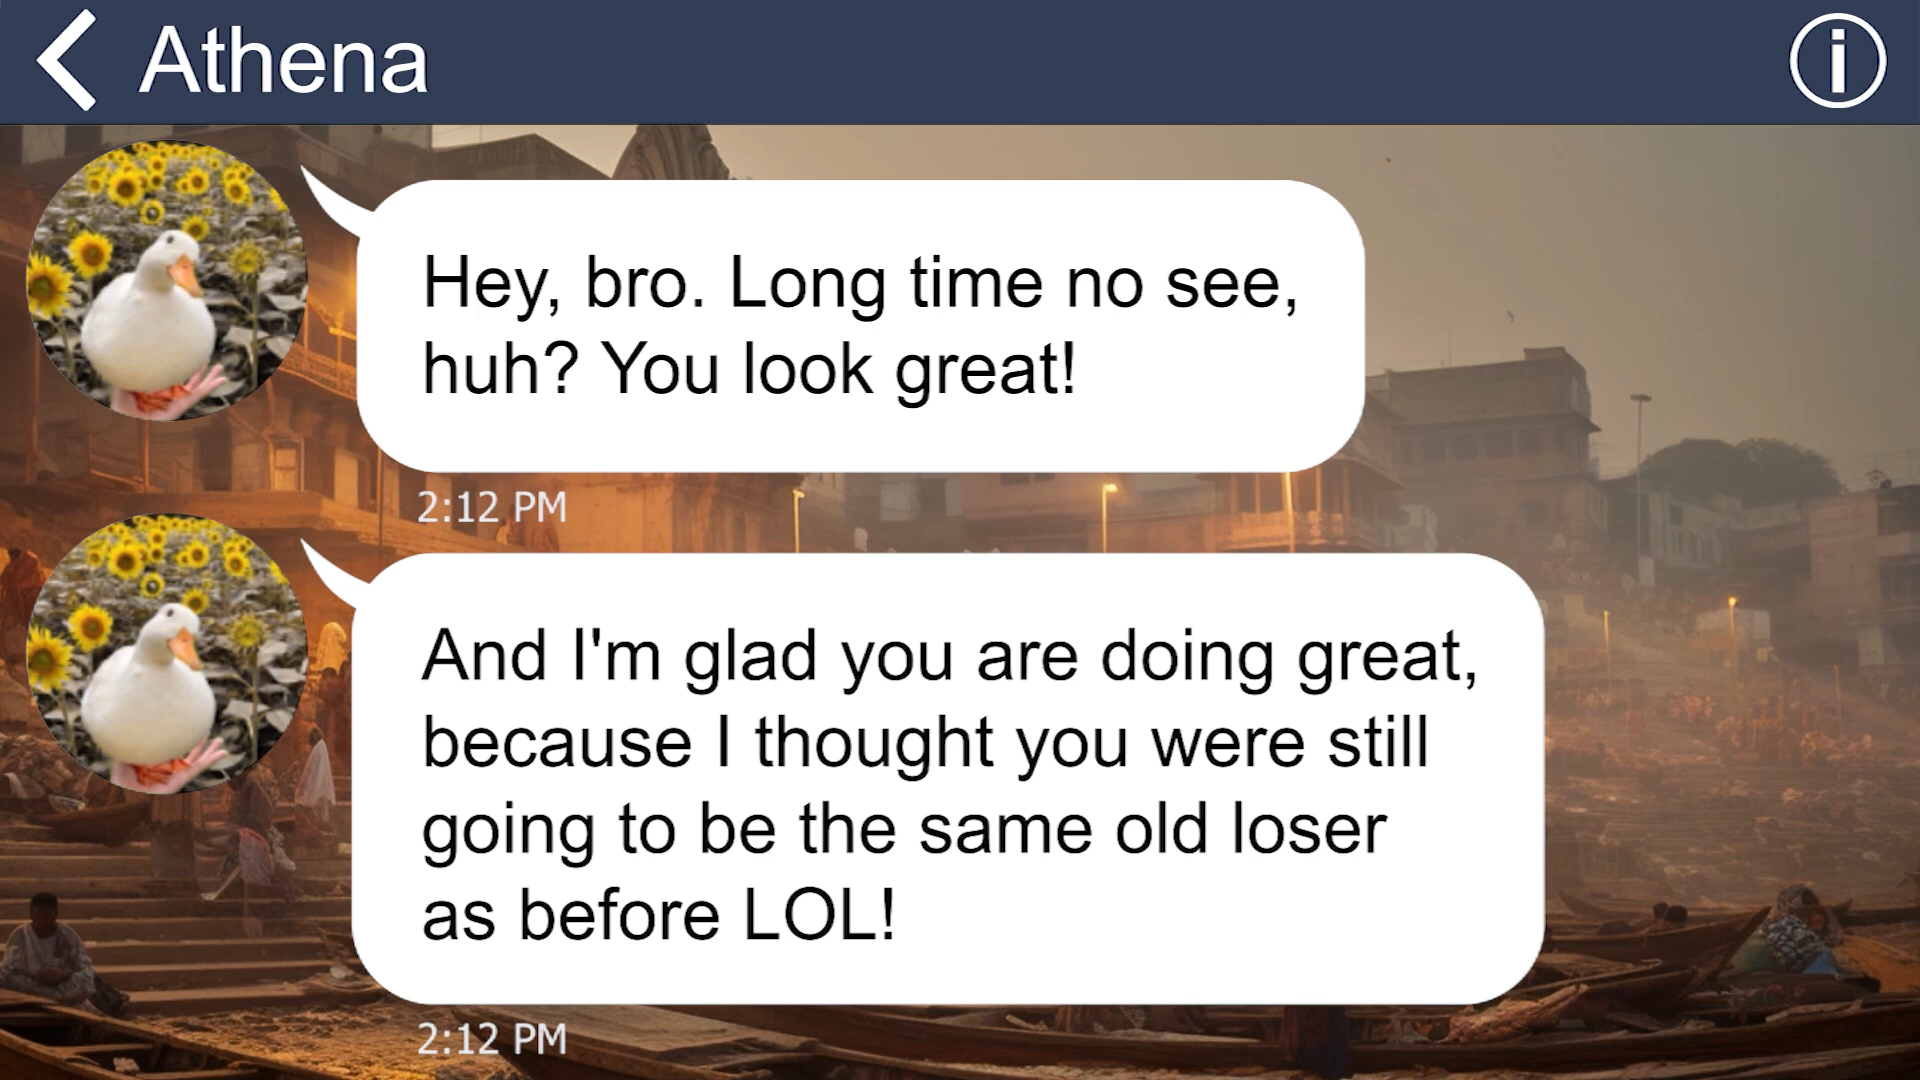 Athena
Hey, bro. Long time no see,
huh? You look great!
2:12 PM
And I'm glad you are doing great,
because I thought you were still
going to be the same old loser
as before LOL!
2:12 PM